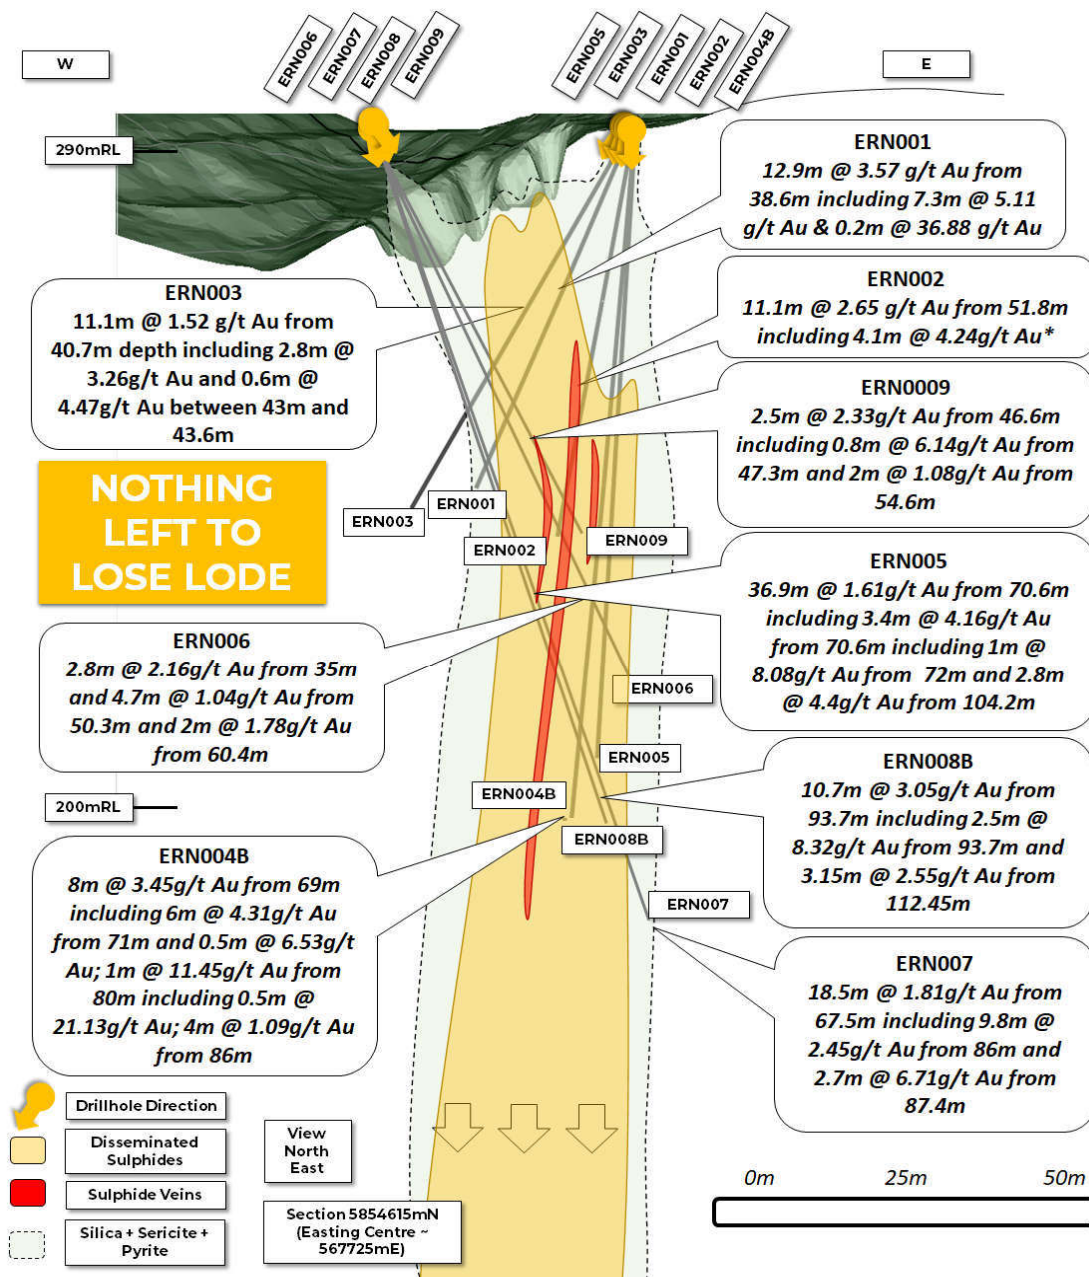 W
ERN006
ERN007
ERN008
ERN009
ERN005
ERN003
ERN001
ERN002
ERN004B
E
290mRL
ERN001
12.9m @ 3.57 g/t Au from
38.6m including 7.3m @ 5.11
g/t Au & 0.2m @ 36.88 g/t Au
ERN002
11.1m @ 2.65 g/t Au from 51.8m
including 4.1m @ 4.24g/t Au*
ERN003
11.1m @ 1.52 g/t Au from
40.7m depth including 2.8m @
3.26g/t Au and 0.6m @
4.47g/t Au between 43m and
43.6m
ERN0009
2.5m @ 2.33g/t Au from 46.6m
including 0.8m @ 6.14g/t Au from
47.3m and 2m @ 1.08g/t Au from
54.6m
NOTHING
LEFT TO
LOSE LODE
ERN001
ERN003
ERN002
ERN009
ERN005
36.9m @ 1.61g/t Au from 70.6m
including 3.4m @ 4.16g/t Au
from 70.6m including 1m @
8.08g/t Au from 72m and 2.8m
@ 4.4g/t Au from 104.2m
ERN006
2.8m @ 2.16g/t Au from 35m
and 4.7m @ 1.04g/t Au from
50.3m and 2m @ 1.78g/t Au
from 60.4m
ERN006
ERN005
ERN004B
ERN008B
ERN007
200mRL
ERN008B
10.7m @ 3.05g/t Au from
93.7m including 2.5m @
8.32g/t Au from 93.7m and
3.15m @ 2.55g/t Au from
112.45m
ERN004B
8m @ 3.45g/t Au from 69m
including 6m @ 4.31g/t Au
from 71m and 0.5m @ 6.53g/t
Au; 1m @ 11.45g/t Au from
80m including 0.5m @
21.13g/t Au; 4m @ 1.09g/t Au
from 86m
ERN007
18.5m @ 1.81g/t Au from
67.5m including 9.8m @
2.45g/t Au from 86m and
2.7m @ 6.71g/t Au from
87.4m
Drillhole Direction
Disseminated
Sulphides
Sulphide Veins
Silica + Sericite +
Pyrite
View
North
East
Section 5854615mN
(Easting Centre ~
567725mE)
0m 25m 50m